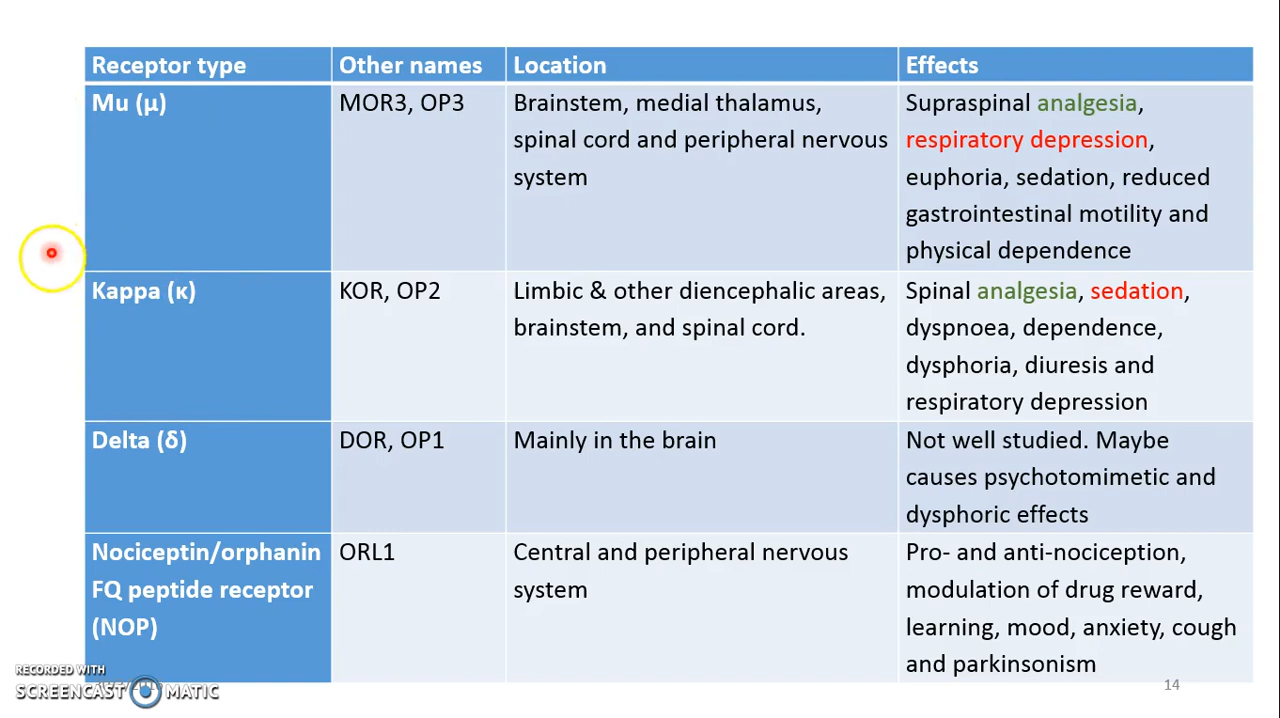 Receptor type Other names Location Effects
Mu (μ) MOR3, OP3 Brainstem, medial thalamus, Supraspinal analgesia,
spinal cord and peripheral nervous respiratory depression,
system euphoria, sedation, reduced
gastrointestinal motility and
physical dependence
Kappa (κ) KOR, OP2 Limbic & other diencephalic areas, Spinal analgesia, sedation,
brainstem, and spinal cord. dyspnoea, dependence,
dysphoria, diuresis and
respiratory depression
Delta (δ) DOR, OP1 Mainly in the brain Not well studied. Maybe
causes psychotomimetic and
dysphoric effects
Nociceptin/orphanin ORL1 Central and peripheral nervous Pro- and anti-nociception,
FQ peptide receptor system modulation of drug reward,
(NOP) learning, mood, anxiety, cough
and parkinsonism
RECORDED WITH
SCREENCAST MATIC
14